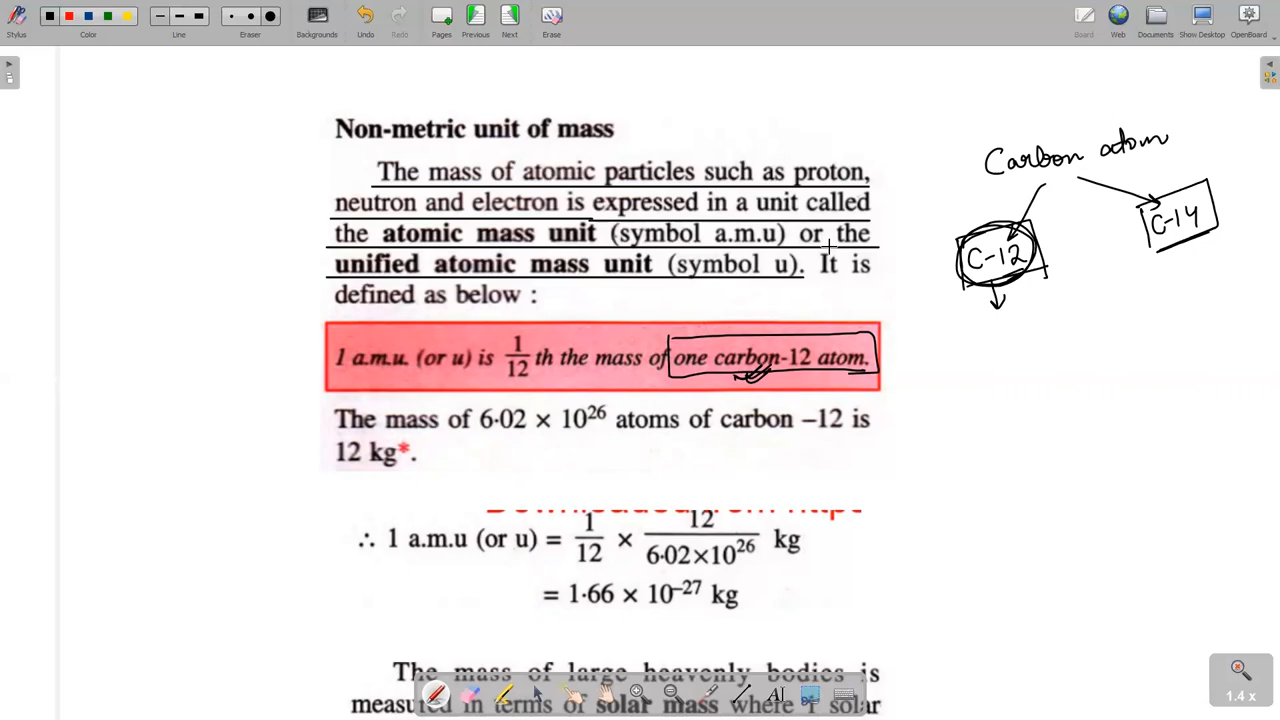 Stylus
Color
Line
Eraser
Backgrounds
Undo
Redo
Pages
Previous
Next
Erase
Board
Web
Documents
Show Desktop
OpenBoard
Non-metric unit of mass
The mass of atomic particles such as proton,
neutron and electron is expressed in a unit called
the atomic mass unit (symbol a.m.u) or the
unified atomic mass unit (symbol u). It is
defined as below :
1 a.m.u. (or u) is 1/12 th the mass of one carbon-12 atom.
The mass of 6·02 × 10²⁶ atoms of carbon –12 is
12 kg*.
∴ 1 a.m.u (or u) = 1/12 × 12/6·02×10²⁶ kg
= 1·66 × 10⁻²⁷ kg
The mass of large heavenly bodies is
measured in terms of solar mass where 1 solar
Carbon atom
C-12
C-14
1.4 x